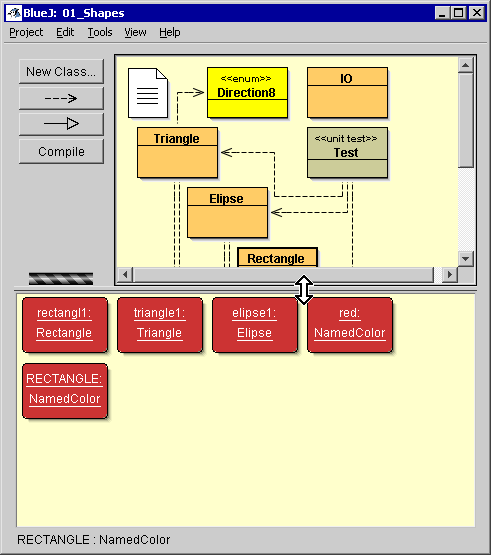 BlueJ: 01_Shapes
Project Edit Tools View Help
New Class...
Compile
<<enum>>
Direction8
IO
Triangle
<<unit test>>
Test
Elipse
Rectangle
rectangl1:
Rectangle
triangle1:
Triangle
elipse1:
Elipse
red:
NamedColor
RECTANGLE:
NamedColor
RECTANGLE : NamedColor